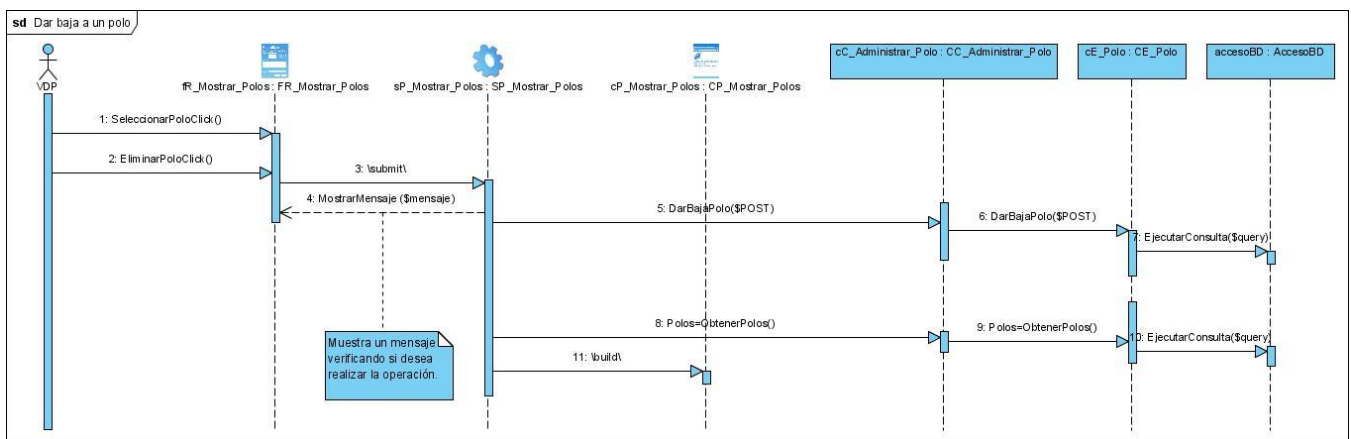 sd Dar baja a un polo
VDP
fR_Mostrar_Polos : FR_Mostrar_Polos
sP_Mostrar_Polos : SP_Mostrar_Polos
cP_Mostrar_Polos : CP_Mostrar_Polos
cC_Administrar_Polo : CC_Administrar_Polo
cE_Polo : CE_Polo
accesoBD : AccesoBD
1: SeleccionarPoloClick()
2: EliminarPoloClick()
3: \submit\
4: MostrarMensaje ($mensaje)
5: DarBajaPolo($POST)
6: DarBajaPolo($POST)
7: EjecutarConsulta($query)
8: Polos=ObtenerPolos()
9: Polos=ObtenerPolos()
10: EjecutarConsulta($query)
11: \build\
Muestra un mensaje
verificando si desea
realizar la operación.